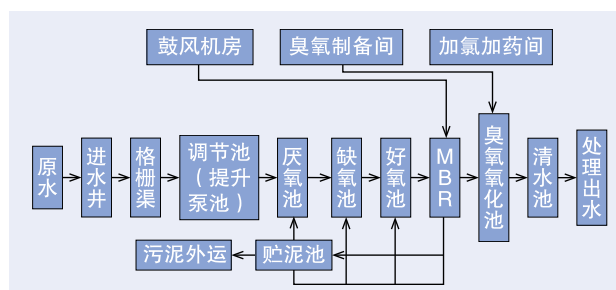 鼓风机房
臭氧制备间
加氯加药间
原水
进水井
格栅渠
调节池
（提升
泵池）
厌氧池
缺氧池
好氧池
MBR
臭氧氧化池
清水池
处理出水
污泥外运
贮泥池